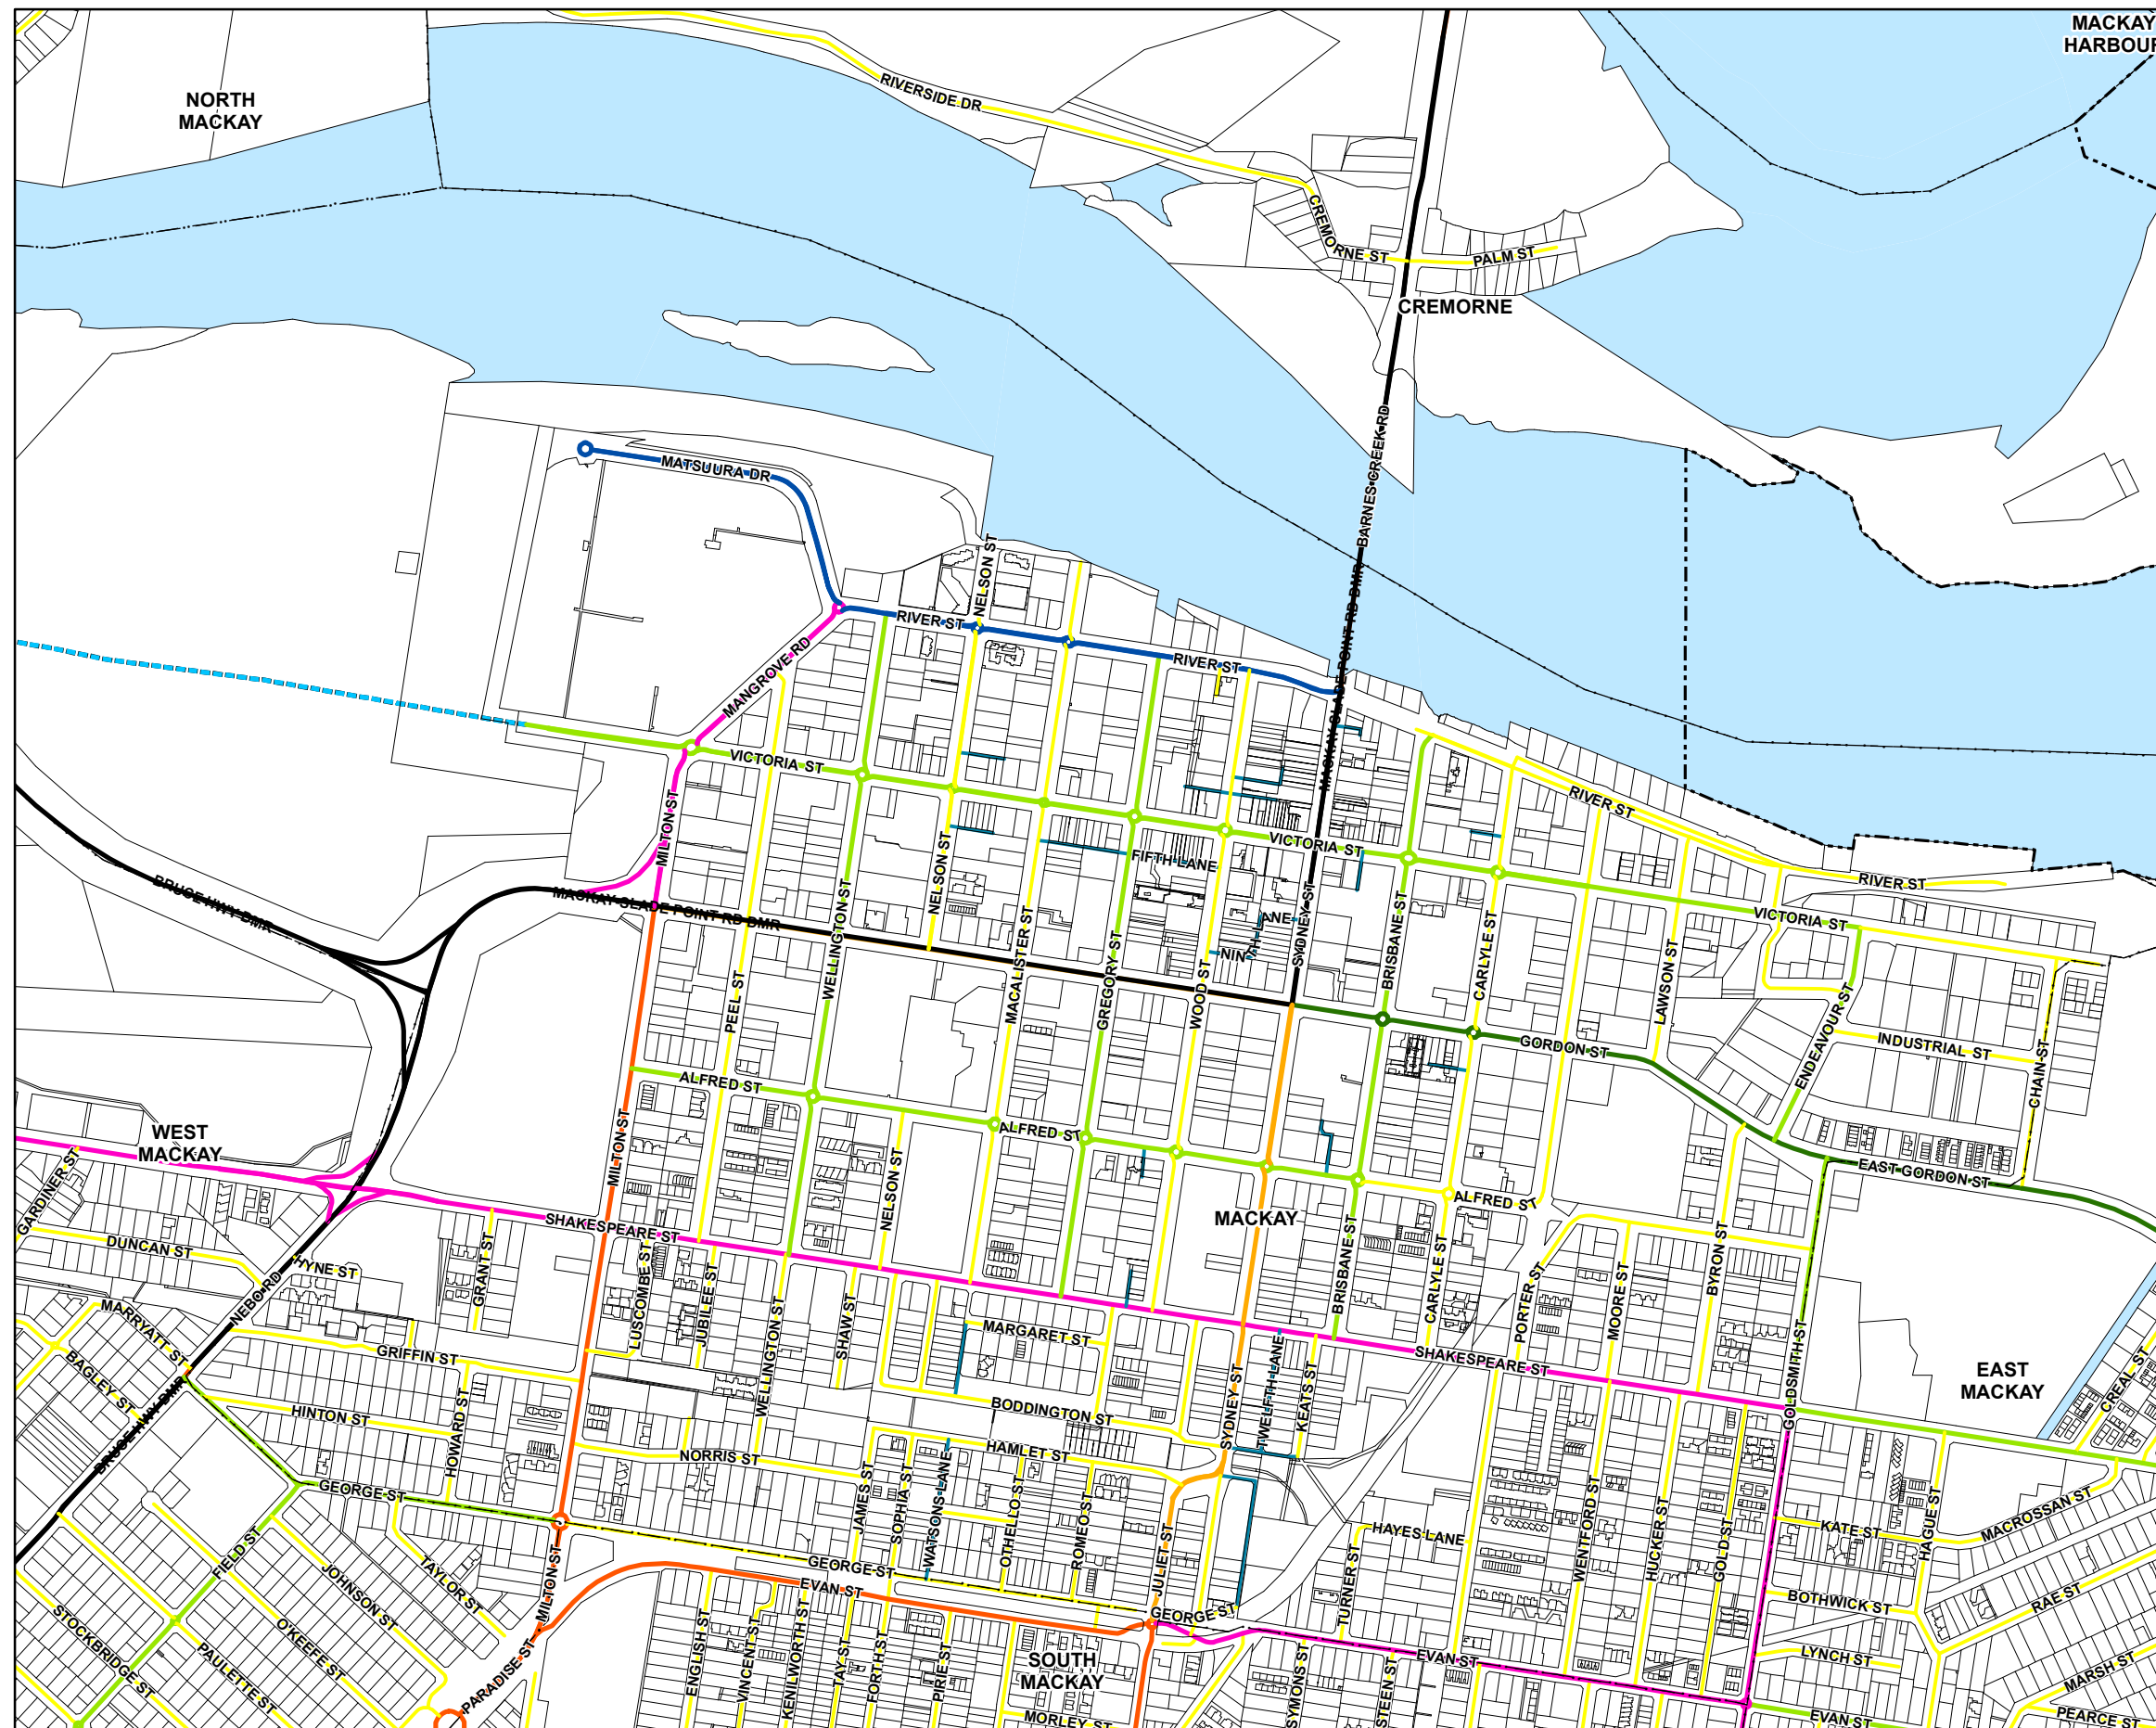 MACKAY
HARBOUR
NORTH
MACKAY
RIVERSIDE DR
CREMORNE ST
PALM ST
CREMORNE
BARNES CREEK RD
MATSUURA DR
NELSON ST
MACKAY SLADE POINT RD DMR
RIVER ST
RIVER ST
MANGROVE RD
VICTORIA ST
MILTON ST
RIVER ST
NELSON ST
VICTORIA ST
FIFTH LANE
BRUCE HWY DMR
MACKAY SLADE POINT RD DMR
WELLINGTON ST
RIVER ST
VICTORIA ST
SYDNEY ST
LANE
NINTH LANE
MACALISTER ST
BRISBANE ST
CARLYLE ST
LAWSON ST
PEEL ST
GREGORY ST
WOOD ST
GORDON ST
ENDEAVOUR ST
INDUSTRIAL ST
CHAIN ST
ALFRED ST
ALFRED ST
WEST
MACKAY
MILTON ST
GARDINER ST
NELSON ST
EAST GORDON ST
ALFRED ST
MACKAY
SHAKESPEARE ST
DUNCAN ST
HYNE ST
GRANT ST
LUSCOMBE ST
JUBILEE ST
BRISBANE ST
CARLYLE ST
PORTER ST
MOORE ST
BYRON ST
NEBO RD
MARRYATT ST
WELLINGTON ST
SHAW ST
MARGARET ST
SHAKESPEARE ST
GOLDSMITH ST
EAST
MACKAY
CREAL ST
GRIFFIN ST
BAGLEY ST
BRUCE HWY DMR
HINTON ST
HOWARD ST
BODDINGTON ST
SYDNEY ST
TWELFTH LANE
KEATS ST
NORRIS ST
HAMLET ST
GEORGE ST
JAMES ST
SOPHIA ST
WATSONS LANE
OTHELLO ST
ROMEO ST
JULIET ST
HAYES LANE
WENTFORD ST
HUCKER ST
GOLD ST
KATE ST
HAGUE ST
MACROSSAN ST
FIELD ST
JOHNSON ST
TAYLOR ST
MILTON ST
GEORGE ST
EVAN ST
GEORGE ST
TURNER ST
BOTHWICK ST
RAE ST
STOCKBRIDGE ST
O'KEEFE ST
PAULETTE ST
PARADISE ST
ENGLISH ST
VINCENT ST
KENILWORTH ST
TAY ST
FORTH ST
PIRIE ST
SOUTH
MACKAY
EVAN ST
LYNCH ST
MARSH ST
MORLEY ST
SYMONS ST
STEEN ST
EVAN ST
PEARCE ST